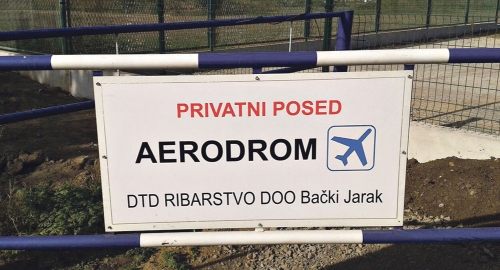 PRIVATNI POSED
AERODROM
DTD RIBARSTVO DOO Bački Jarak